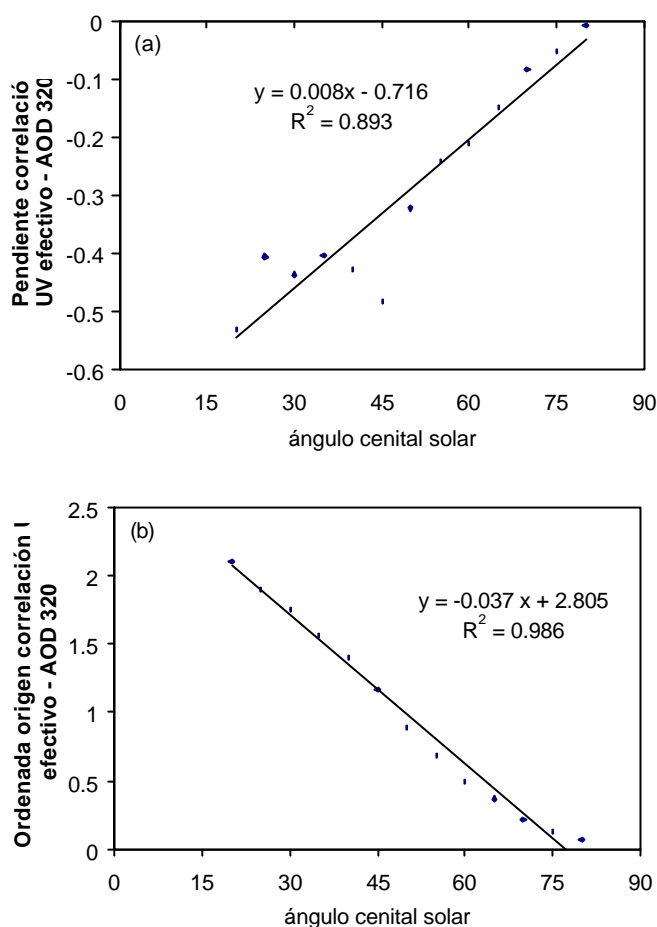 (a)
y = 0.008x - 0.716
R² = 0.893
0
-0.1
-0.2
-0.3
-0.4
-0.5
-0.6
0 15 30 45 60 75 90
Pendiente correlació
UV efectivo - AOD 320
ángulo cenital solar
(b)
y = -0.037 x + 2.805
R² = 0.986
2.5
2
1.5
1
0.5
0
0 15 30 45 60 75 90
Ordenada origen correlación
efectivo - AOD 320
ángulo cenital solar